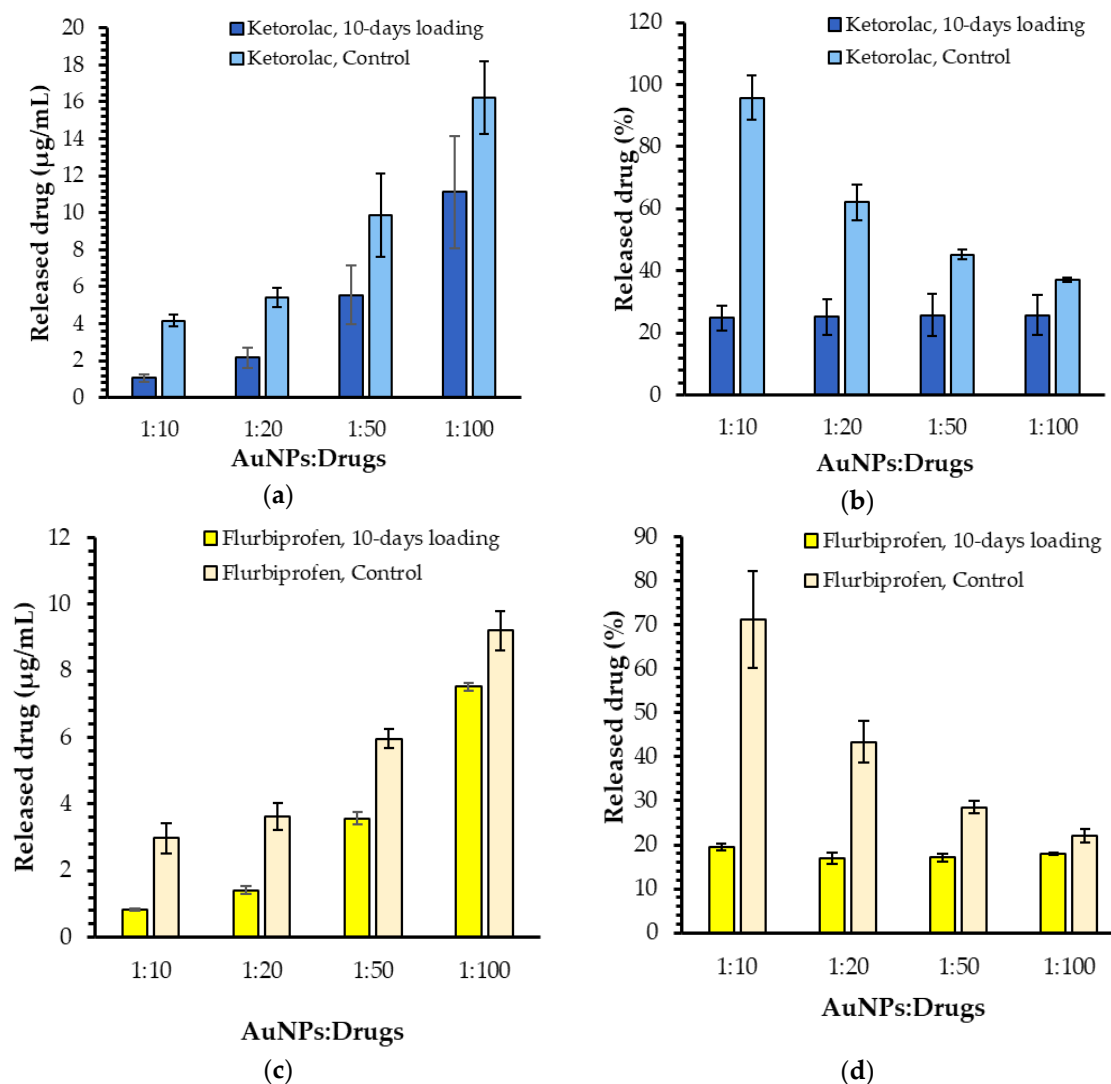 20
18
16
14
12
10
8
6
4
2
0
Released drug (µg/mL)
Ketorolac, 10-days loading
Ketorolac, Control
1:10 1:20 1:50 1:100
AuNPs:Drugs
(a)
120
100
80
60
40
20
0
Released drug (%)
Ketorolac, 10-days loading
Ketorolac, Control
1:10 1:20 1:50 1:100
AuNPs:Drugs
(b)
12
10
8
6
4
2
0
Released drug (µg/mL)
Flurbiprofen, 10-days loading
Flurbiprofen, Control
1:10 1:20 1:50 1:100
AuNPs:Drugs
(c)
90
80
70
60
50
40
30
20
10
0
Released drug (%)
Flurbiprofen, 10-days loading
Flurbiprofen, Control
1:10 1:20 1:50 1:100
AuNPs:Drugs
(d)